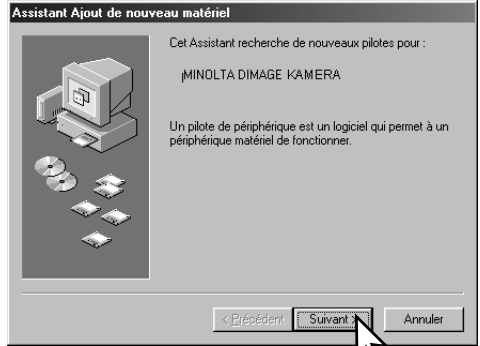 Assistant Ajout de nouveau matériel
Cet Assistant recherche de nouveaux pilotes pour :
MINOLTA DIMAGE KAMERA
Un pilote de périphérique est un logiciel qui permet à un
périphérique matériel de fonctionner.
< Précédent
Suivant >
Annuler